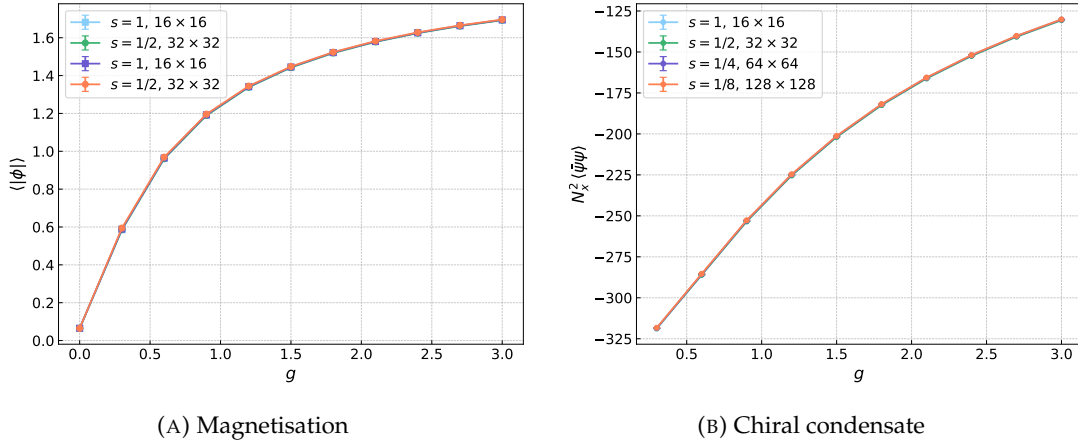 1.6
1.4
1.2
1.0
0.8
0.6
0.4
0.2
0.0
⟨|ϕ|⟩
s = 1, 16 × 16
s = 1/2, 32 × 32
s = 1, 16 × 16
s = 1/2, 32 × 32
0.0 0.5 1.0 1.5 2.0 2.5 3.0
g
(A) Magnetisation
−125
−150
−175
−200
−225
−250
−275
−300
−325
N_x^2 ⟨ψ̄ψ⟩
s = 1, 16 × 16
s = 1/2, 32 × 32
s = 1/4, 64 × 64
s = 1/8, 128 × 128
0.5 1.0 1.5 2.0 2.5 3.0
g
(B) Chiral condensate